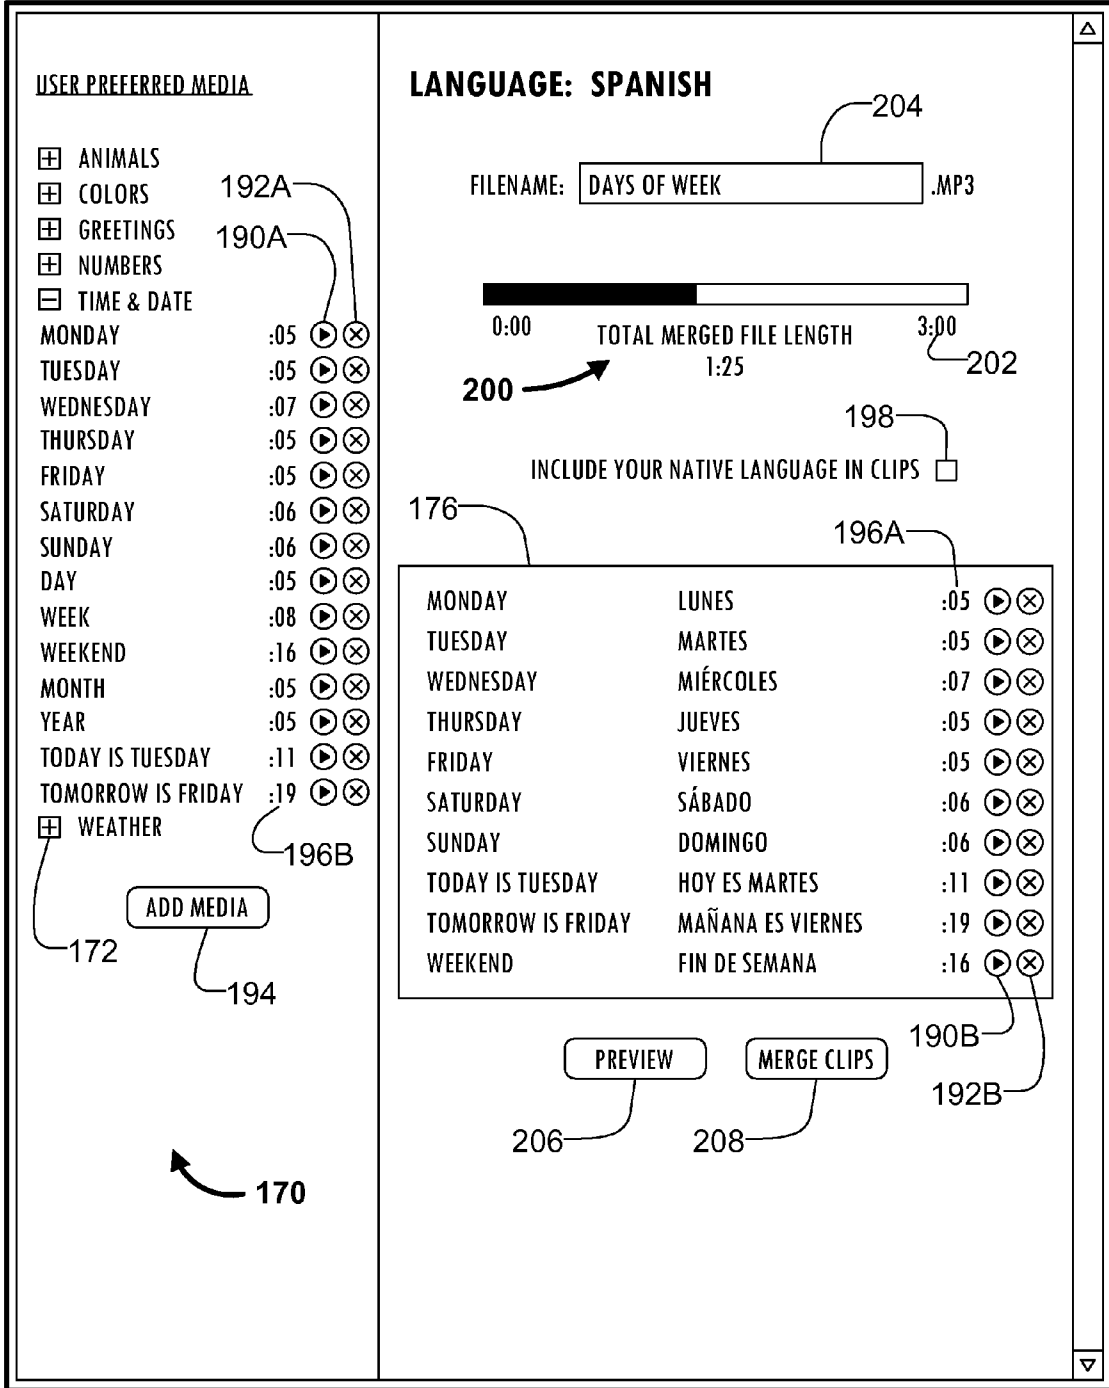 USER PREFERRED MEDIA
ANIMALS
COLORS
GREETINGS
NUMBERS
TIME & DATE
MONDAY :05
TUESDAY :05
WEDNESDAY :07
THURSDAY :05
FRIDAY :05
SATURDAY :06
SUNDAY :06
DAY :05
WEEK :08
WEEKEND :16
MONTH :05
YEAR :05
TODAY IS TUESDAY :11
TOMORROW IS FRIDAY :19
WEATHER
192A
190A
196B
ADD MEDIA
172
194
170
LANGUAGE: SPANISH
204
FILENAME: DAYS OF WEEK .MP3
0:00 3:00
TOTAL MERGED FILE LENGTH
1:25
202
200
198
INCLUDE YOUR NATIVE LANGUAGE IN CLIPS
176
196A
MONDAY LUNES :05
TUESDAY MARTES :05
WEDNESDAY MIÉRCOLES :07
THURSDAY JUEVES :05
FRIDAY VIERNES :05
SATURDAY SÁBADO :06
SUNDAY DOMINGO :06
TODAY IS TUESDAY HOY ES MARTES :11
TOMORROW IS FRIDAY MAÑANA ES VIERNES :19
WEEKEND FIN DE SEMANA :16
190B
192B
PREVIEW MERGE CLIPS
206 208